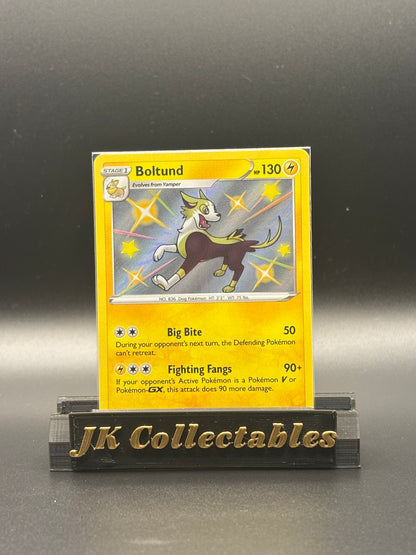 STAGE 1 Boltund HP 130
Evolves from Yamper
NO. 836 Dog Pokémon HT: 3'3" WT: 75 lbs.
Big Bite 50
During your opponent's next turn, the Defending Pokémon
can't retreat.
Fighting Fangs 90+
If your opponent's Active Pokémon is a Pokémon V or
Pokémon-GX, this attack does 90 more damage.
JK Collectables